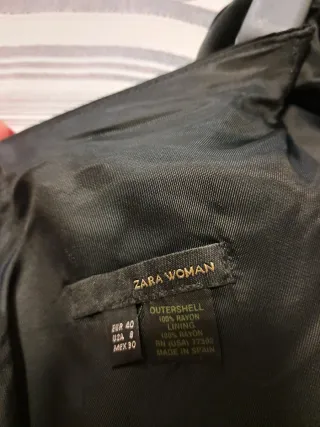 ZARA WOMAN
EUR 40
USA 8
MEX 30
OUTERSHELL
100% RAYON
LINING
100% RAYON
RN (USA) 77302
MADE IN SPAIN